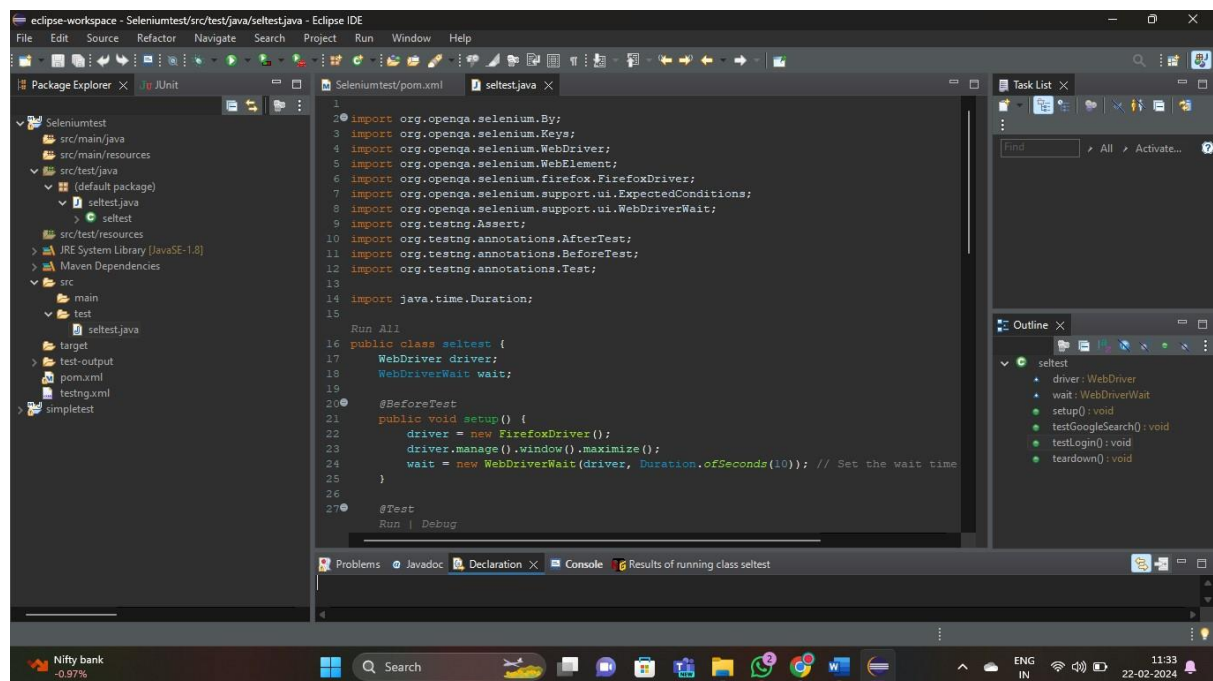 eclipse-workspace - Seleniumtest/src/test/java/seltest.java - Eclipse IDE
File Edit Source Refactor Navigate Search Project Run Window Help
Package Explorer
JUnit
Seleniumtest
src/main/java
src/main/resources
src/test/java
(default package)
seltest.java
seltest
src/test/resources
JRE System Library [JavaSE-1.8]
Maven Dependencies
src
main
test
seltest.java
target
test-output
pom.xml
testng.xml
simpletest
Seleniumtest/pom.xml
seltest.java
1
2 import org.openqa.selenium.By;
3 import org.openqa.selenium.Keys;
4 import org.openqa.selenium.WebDriver;
5 import org.openqa.selenium.WebElement;
6 import org.openqa.selenium.firefox.FirefoxDriver;
7 import org.openqa.selenium.support.ui.ExpectedConditions;
8 import org.openqa.selenium.support.ui.WebDriverWait;
9 import org.testng.Assert;
10 import org.testng.annotations.AfterTest;
11 import org.testng.annotations.BeforeTest;
12 import org.testng.annotations.Test;
13
14 import java.time.Duration;
15
Run All
16 public class seltest {
17 WebDriver driver;
18 WebDriverWait wait;
19
20 @BeforeTest
21 public void setup() {
22 driver = new FirefoxDriver();
23 driver.manage().window().maximize();
24 wait = new WebDriverWait(driver, Duration.ofSeconds(10)); // Set the wait time
25 }
26
27 @Test
Run | Debug
Task List
Find
All
Activate...
Outline
seltest
driver : WebDriver
wait : WebDriverWait
setup() : void
testGoogleSearch() : void
testLogin() : void
teardown() : void
Problems
Javadoc
Declaration
Console
Results of running class seltest
Nifty bank
-0.97%
Search
ENG
IN
11:33
22-02-2024